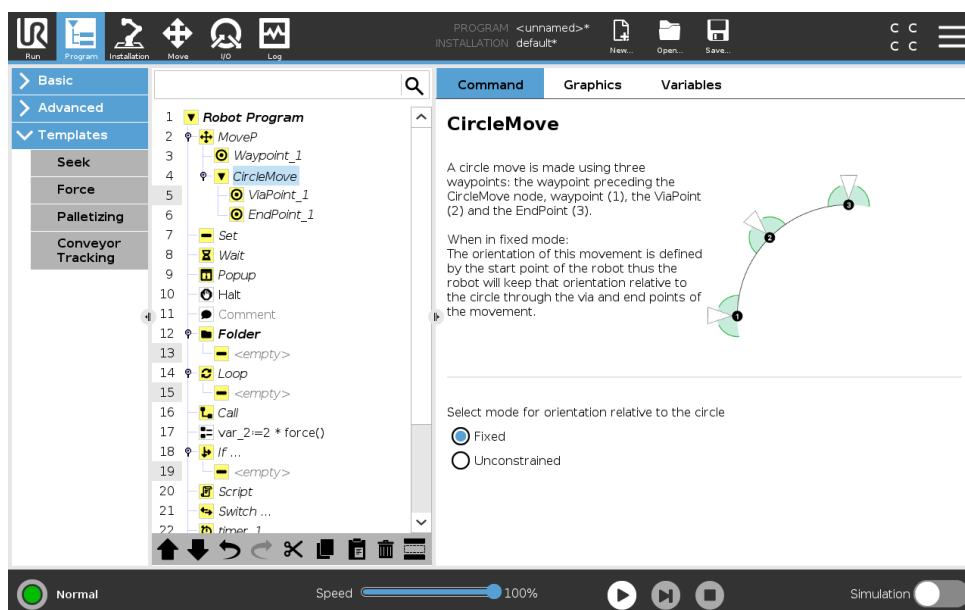 PROGRAM <unnamed>*
INSTALLATION default*
Run
Program
Installation
Move
I/O
Log
New...
Open...
Save...
C C
C C
Basic
Advanced
Templates
Seek
Force
Palletizing
Conveyor
Tracking
1 Robot Program
2 MoveP
3 Waypoint_1
4 CircleMove
5 ViaPoint_1
6 EndPoint_1
7 Set
8 Wait
9 Popup
10 Halt
11 Comment
12 Folder
13 <empty>
14 Loop
15 <empty>
16 Call
17 var_2:=2 * force()
18 If ...
19 <empty>
20 Script
21 Switch ...
22 timer_1
Command
Graphics
Variables
CircleMove
A circle move is made using three
waypoints: the waypoint preceding the
CircleMove node, waypoint (1), the ViaPoint
(2) and the EndPoint (3).
When in fixed mode:
The orientation of this movement is defined
by the start point of the robot thus the
robot will keep that orientation relative to
the circle through the via and end points of
the movement.
3
2
1
Select mode for orientation relative to the circle
Fixed
Unconstrained
Normal
Speed
100%
Simulation